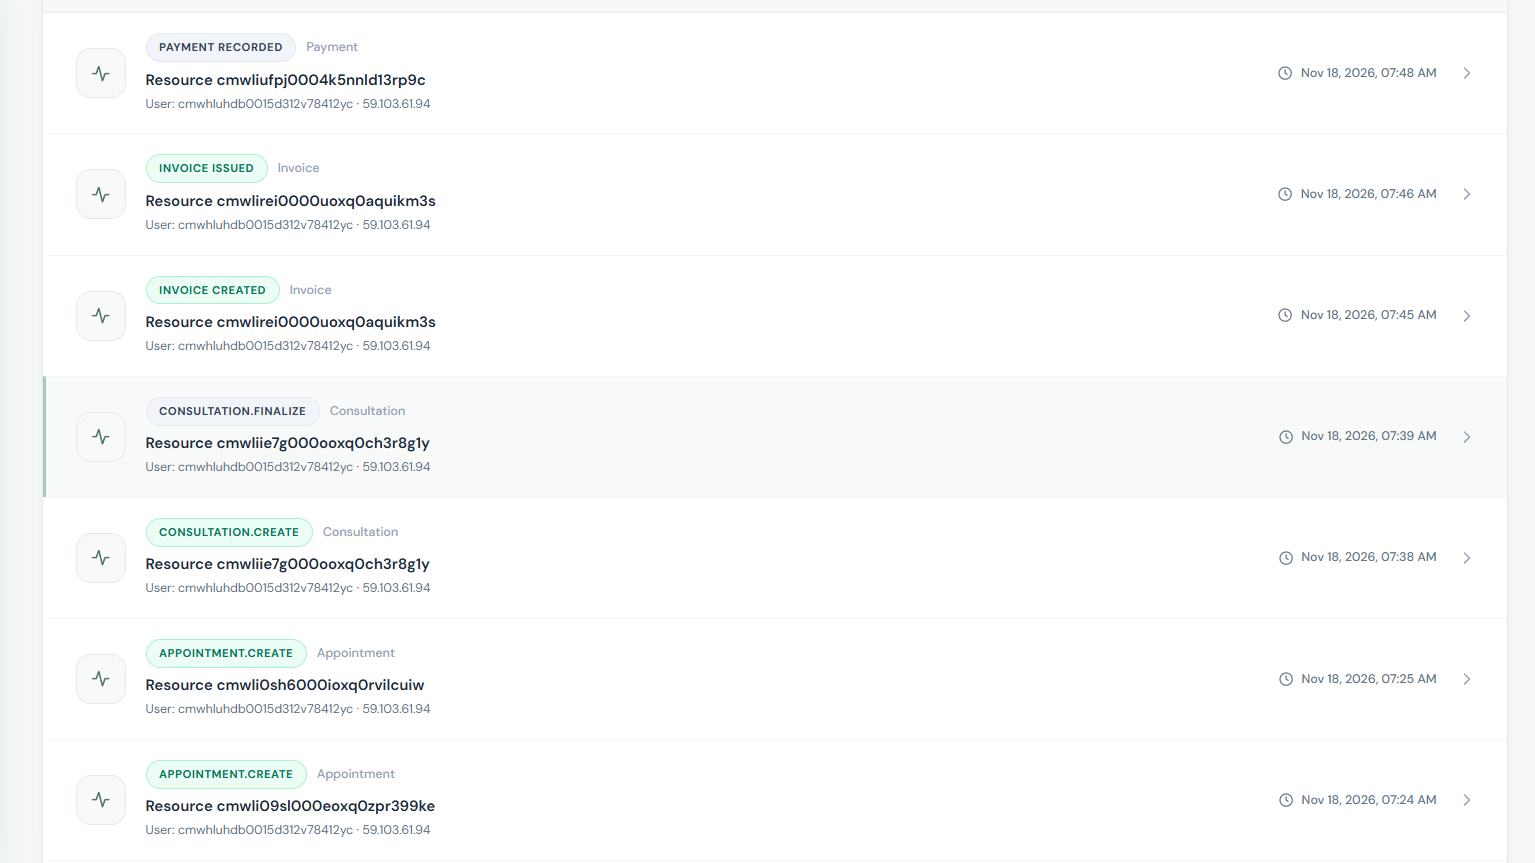 PAYMENT RECORDED Payment
Resource cmwliufpj0004k5nnld13rp9c
User: cmwhluhdb0015d312v78412yc · 59.103.61.94
Nov 18, 2026, 07:48 AM
INVOICE ISSUED Invoice
Resource cmwlirei0000uoxq0aquikm3s
User: cmwhluhdb0015d312v78412yc · 59.103.61.94
Nov 18, 2026, 07:46 AM
INVOICE CREATED Invoice
Resource cmwlirei0000uoxq0aquikm3s
User: cmwhluhdb0015d312v78412yc · 59.103.61.94
Nov 18, 2026, 07:45 AM
CONSULTATION.FINALIZE Consultation
Resource cmwliie7g000ooxq0ch3r8g1y
User: cmwhluhdb0015d312v78412yc · 59.103.61.94
Nov 18, 2026, 07:39 AM
CONSULTATION.CREATE Consultation
Resource cmwliie7g000ooxq0ch3r8g1y
User: cmwhluhdb0015d312v78412yc · 59.103.61.94
Nov 18, 2026, 07:38 AM
APPOINTMENT.CREATE Appointment
Resource cmwli0sh6000ioxq0rvilcuiw
User: cmwhluhdb0015d312v78412yc · 59.103.61.94
Nov 18, 2026, 07:25 AM
APPOINTMENT.CREATE Appointment
Resource cmwli09sl000eoxq0zpr399ke
User: cmwhluhdb0015d312v78412yc · 59.103.61.94
Nov 18, 2026, 07:24 AM